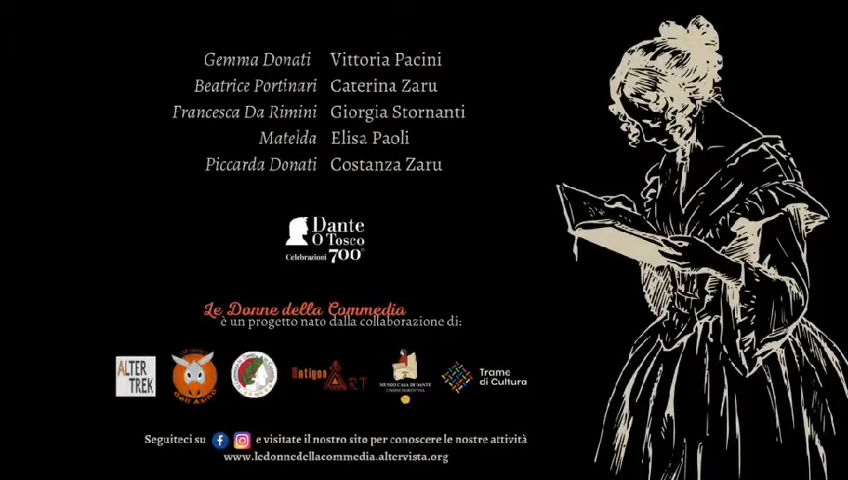 Gemma Donati Vittoria Pacini
Beatrice Portinari Caterina Zaru
Francesca Da Rimini Giorgia Stornanti
Matelda Elisa Paoli
Piccarda Donati Costanza Zaru
Dante
O Tosco
Celebrazioni 700°
Le Donne della Commedia
è un progetto nato dalla collaborazione di:
ALTER
TREK
dell'Asino
Antigon ART
MUSEO CASA DI DANTE
Trame
di Cultura
Seguiteci su e visitate il nostro sito per conoscere le nostre attività
www.ledonnedellacommedia.altervista.org